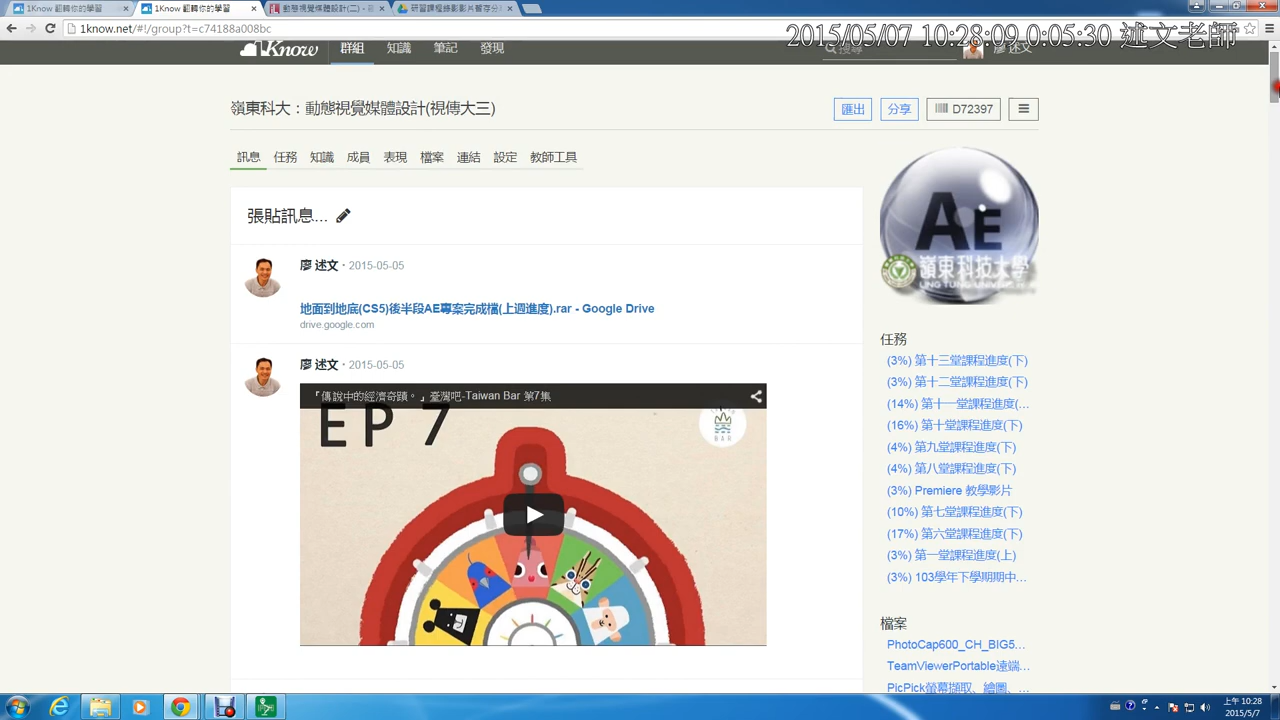 1Know 翻轉你的學習
1Know 翻轉你的學習
動態視覺媒體設計(二) -
研習課程錄影影片暫存分
1know.net/#!/group?t=c74188a008bc
2015/05/07 10:28:09 0:05:30 述文老師
1Know 群組 知識 筆記 發現
搜尋
廖 述文
嶺東科大：動態視覺媒體設計(視傳大三)
匯出 分享 D72397
訊息 任務 知識 成員 表現 檔案 連結 設定 教師工具
張貼訊息...
廖 述文 · 2015-05-05
地面到地底(CS5)後半段AE專案完成檔(上週進度).rar - Google Drive
drive.google.com
廖 述文 · 2015-05-05
『傳說中的經濟奇蹟。』臺灣吧-Taiwan Bar 第7集
EP 7
BAR
AE
嶺東科技大學
任務
(3%) 第十三堂課程進度(下)
(3%) 第十二堂課程進度(下)
(14%) 第十一堂課程進度(...
(16%) 第十堂課程進度(下)
(4%) 第九堂課程進度(下)
(4%) 第八堂課程進度(下)
(3%) Premiere 教學影片
(10%) 第七堂課程進度(下)
(17%) 第六堂課程進度(下)
(3%) 第一堂課程進度(上)
(3%) 103學年下學期期中...
檔案
PhotoCap600_CH_BIG5...
TeamViewerPortable遠端...
PicPick螢幕擷取、繪圖、...
上午 10:28
2015/5/7